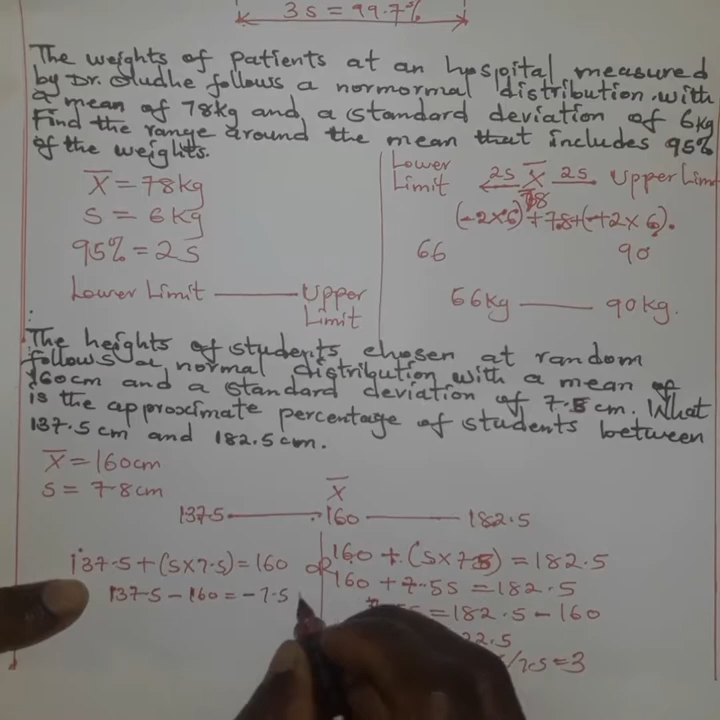 3s = 99.7%
The weights of patients at an hospital measured
by Dr. Oludhe follows a normormal distribution with
a mean of 78kg and a standard deviation of 6kg
Find the range around the mean that includes 95%
of the weights.
X̄ = 78kg
s = 6kg
95% = 2s
Lower Limit ——— Upper Limit
Lower Limit 2s X̄ 2s Upper Limit
78
(-2×6)+78+(+2×6).
66 90
66kg ——— 90kg.
The heights of students chosen at random
follows a normal distribution with a mean of
160cm and a standard deviation of 7.5cm. What
is the approximate percentage of students between
137.5cm and 182.5cm.
X̄ = 160cm
s = 7.8cm
X̄
137.5 ——— 160 ——— 182.5
137.5+(s×7.5) = 160 OR
137.5 - 160 = -7.5
160 + (s×7.5) = 182.5
160 + 7.5s = 182.5
= 182.5 - 160
22.5
/7.5 = 3